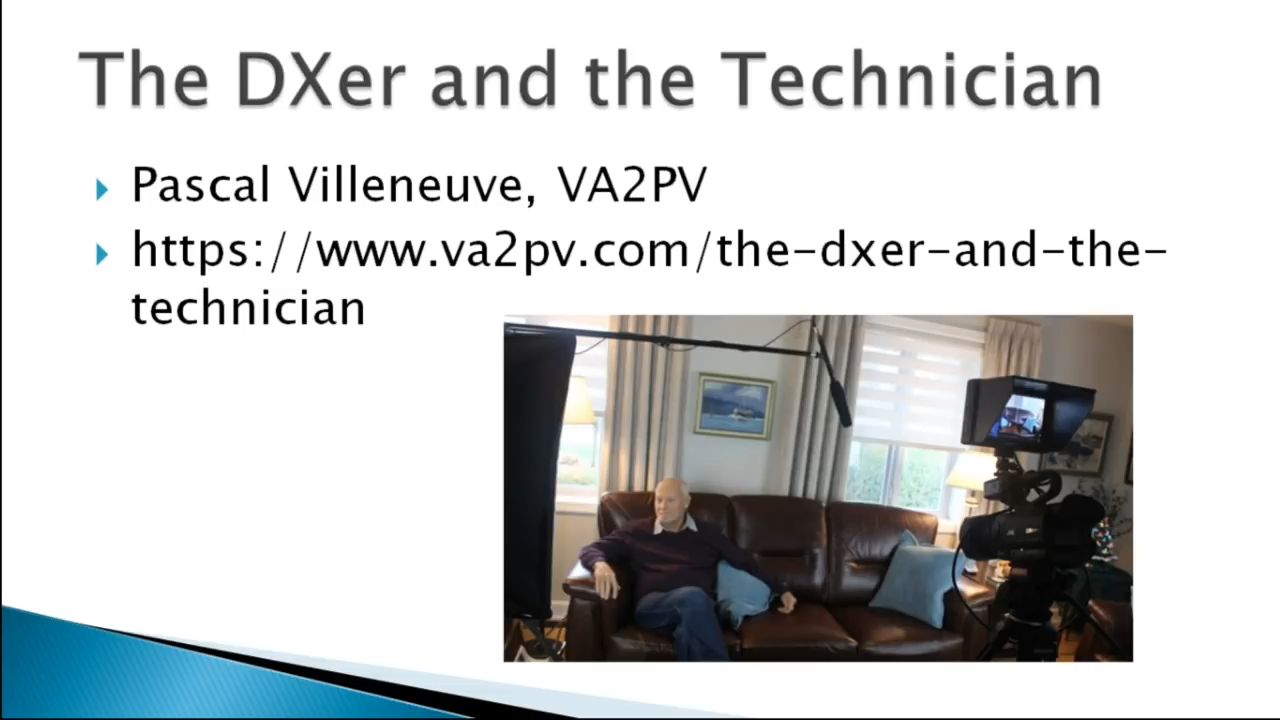 The DXer and the Technician
Pascal Villeneuve, VA2PV
https://www.va2pv.com/the-dxer-and-the-
technician